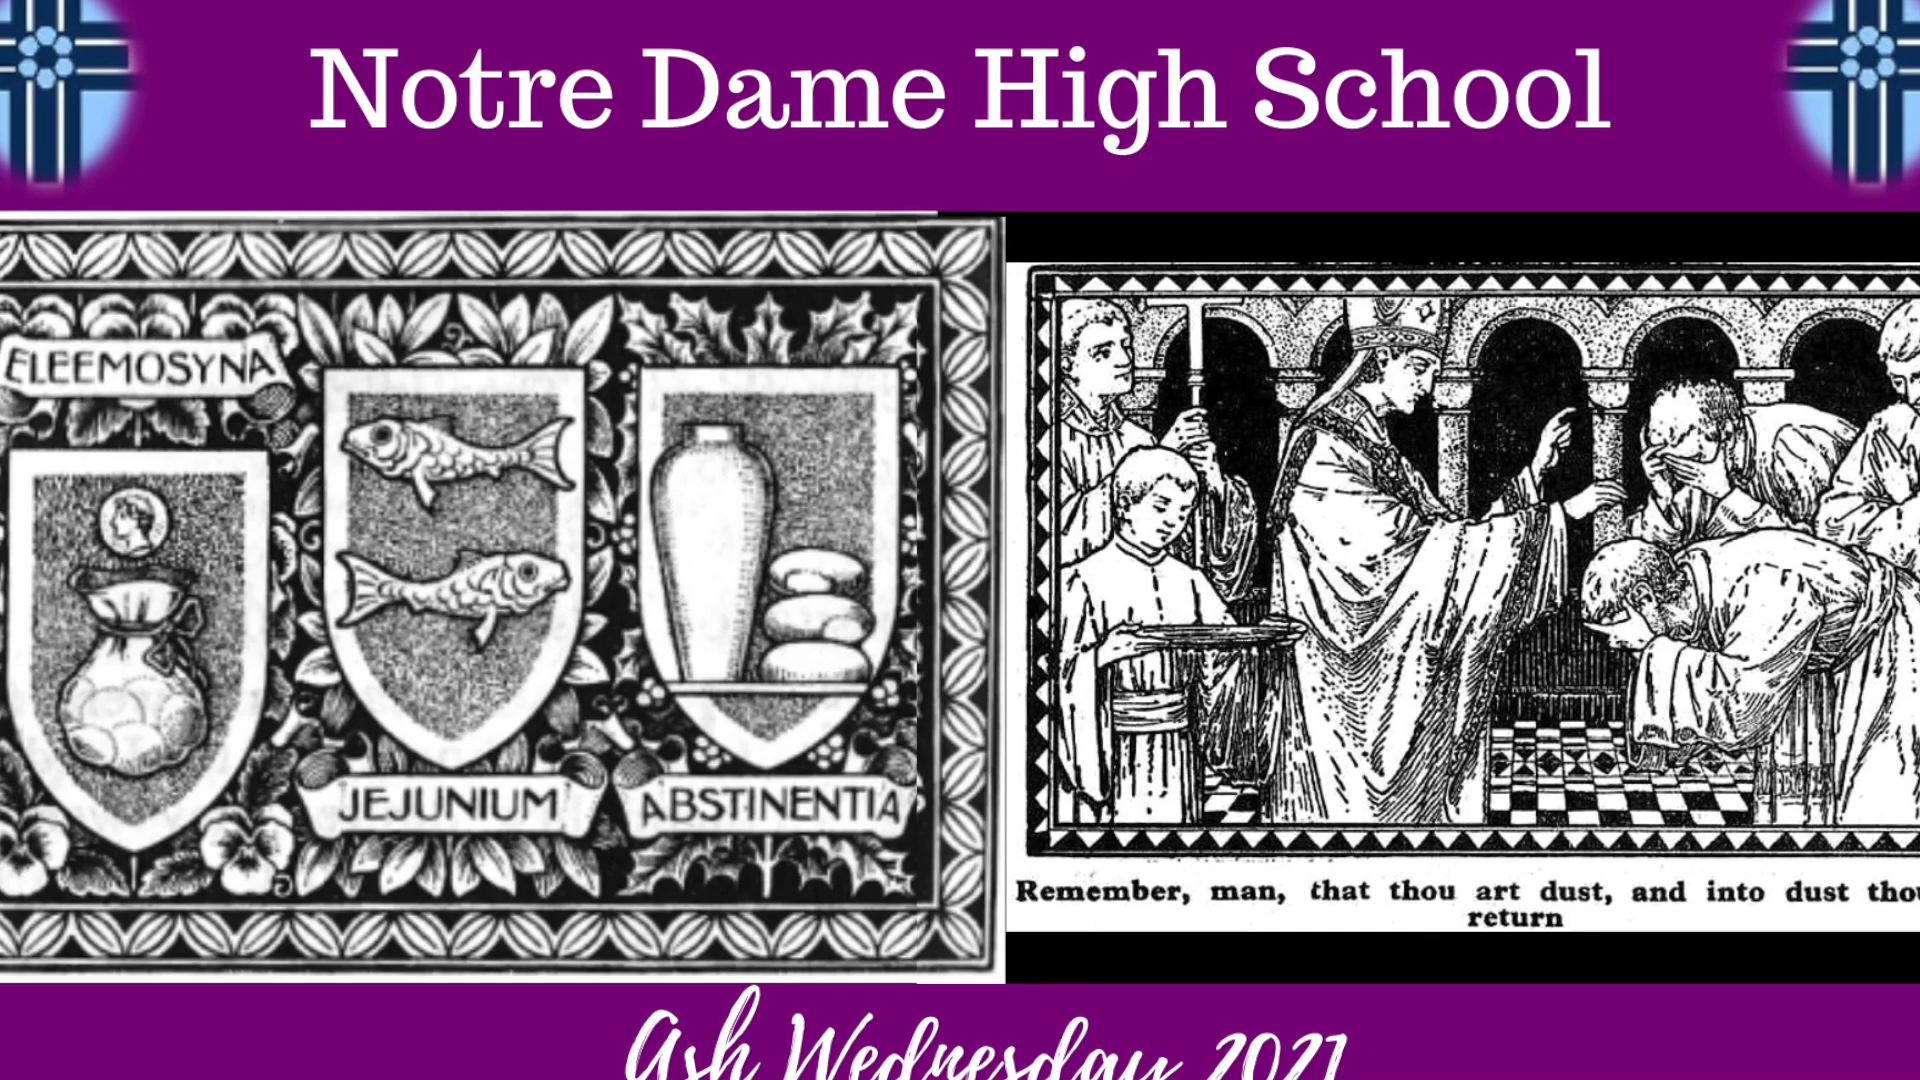 Notre Dame High School
ELEEMOSYNA
JEJUNIUM
ABSTINENTIA
Remember, man, that thou art dust, and into dust thou
return
Ash Wednesday 2021